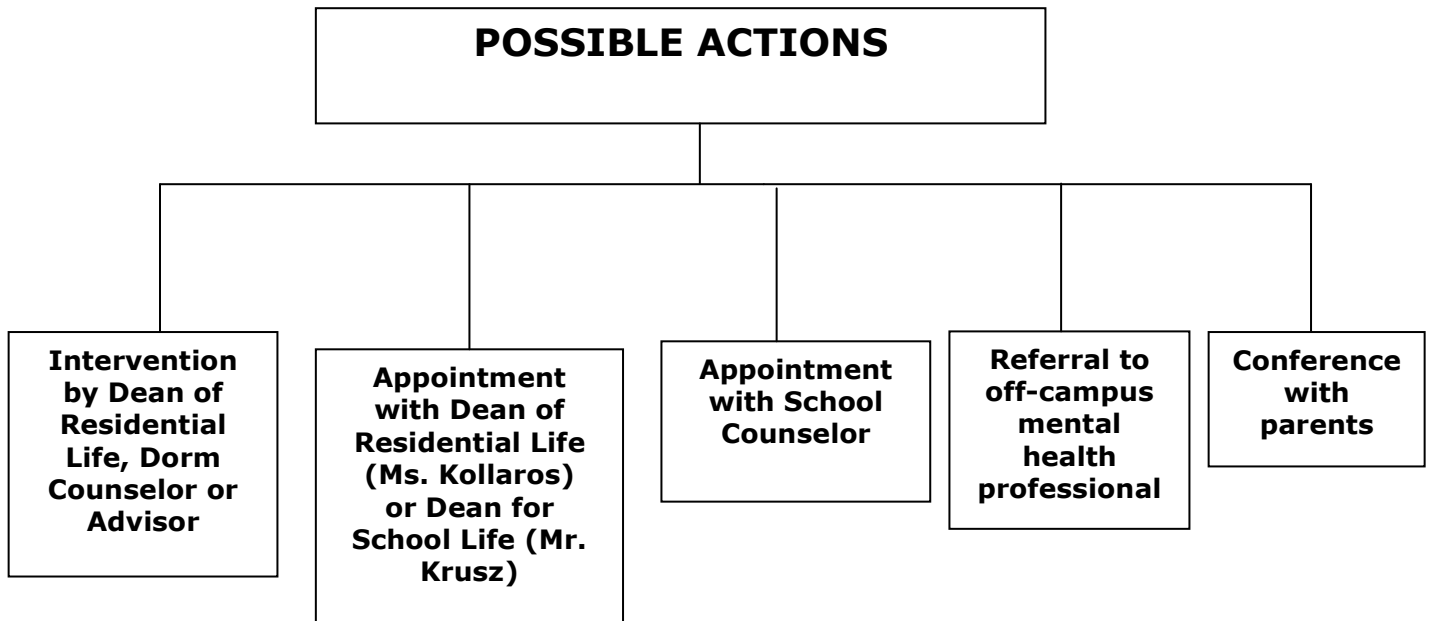 POSSIBLE ACTIONS
Intervention
by Dean of
Residential
Life, Dorm
Counselor or
Advisor
Appointment
with Dean of
Residential Life
(Ms. Kollaros)
or Dean for
School Life (Mr.
Krusz)
Appointment
with School
Counselor
Referral to
off-campus
mental
health
professional
Conference
with
parents